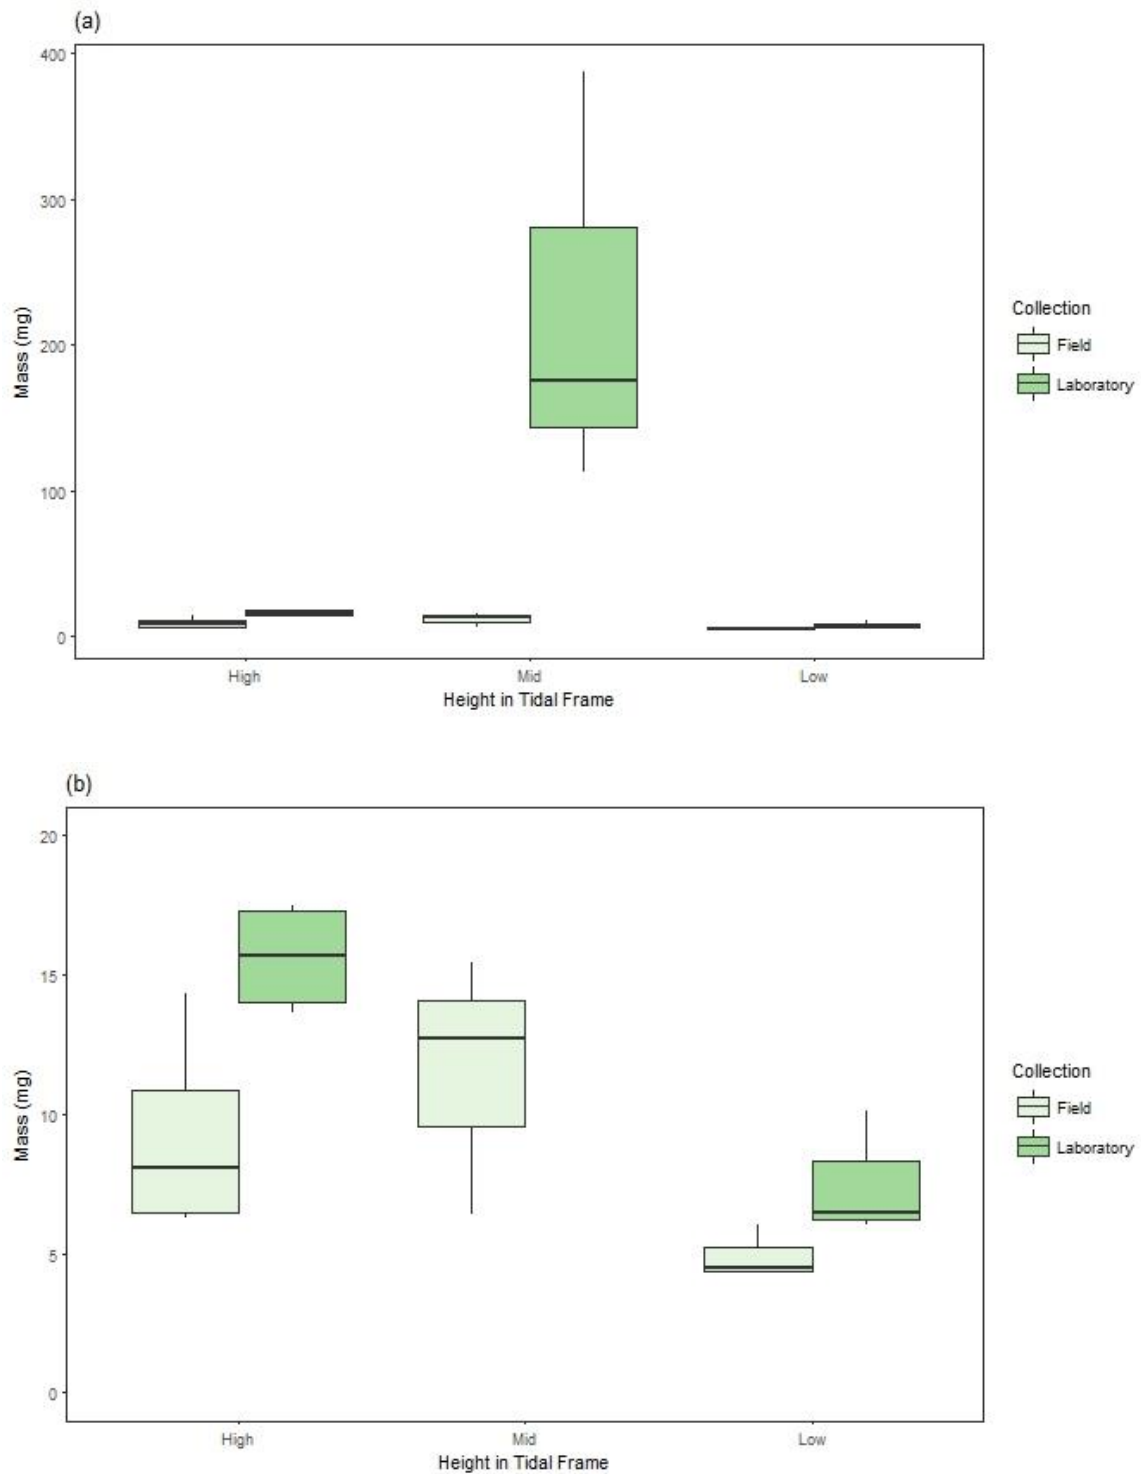 (a)
400
300
200
100
0
Mass (mg)
High
Mid
Low
Height in Tidal Frame
Collection
Field
Laboratory
(b)
20
15
10
5
0
Mass (mg)
High
Mid
Low
Height in Tidal Frame
Collection
Field
Laboratory